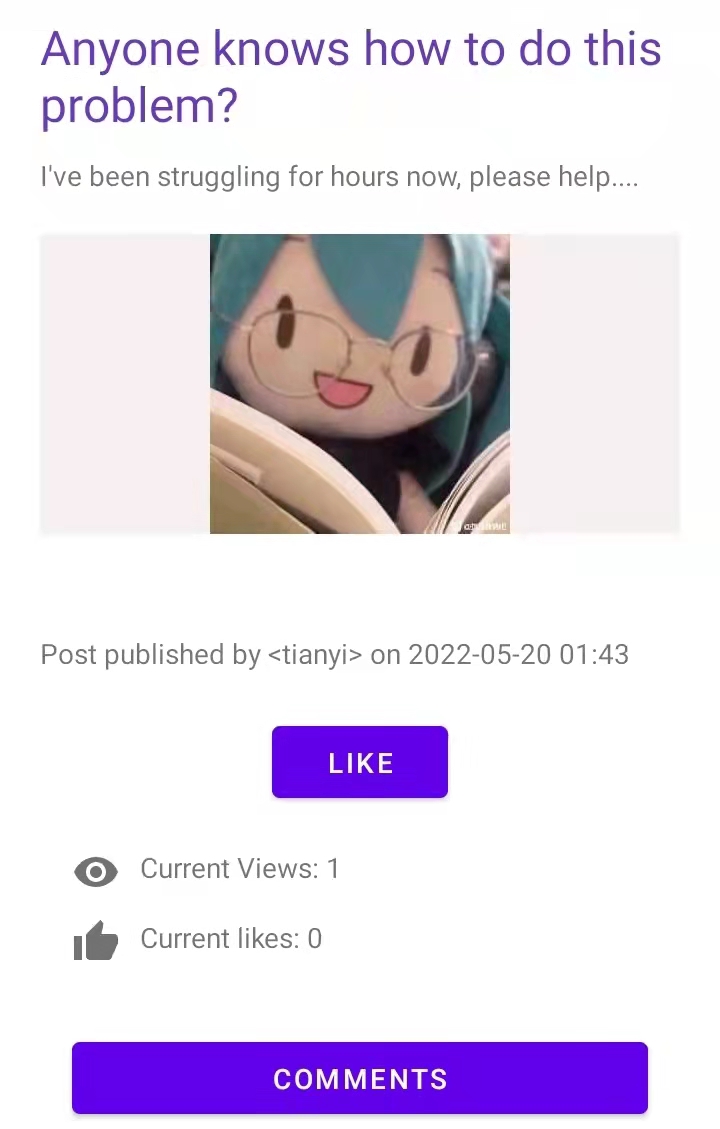 Anyone knows how to do this
problem?
I've been struggling for hours now, please help....
Post published by <tianyi> on 2022-05-20 01:43
LIKE
Current Views: 1
Current likes: 0
COMMENTS